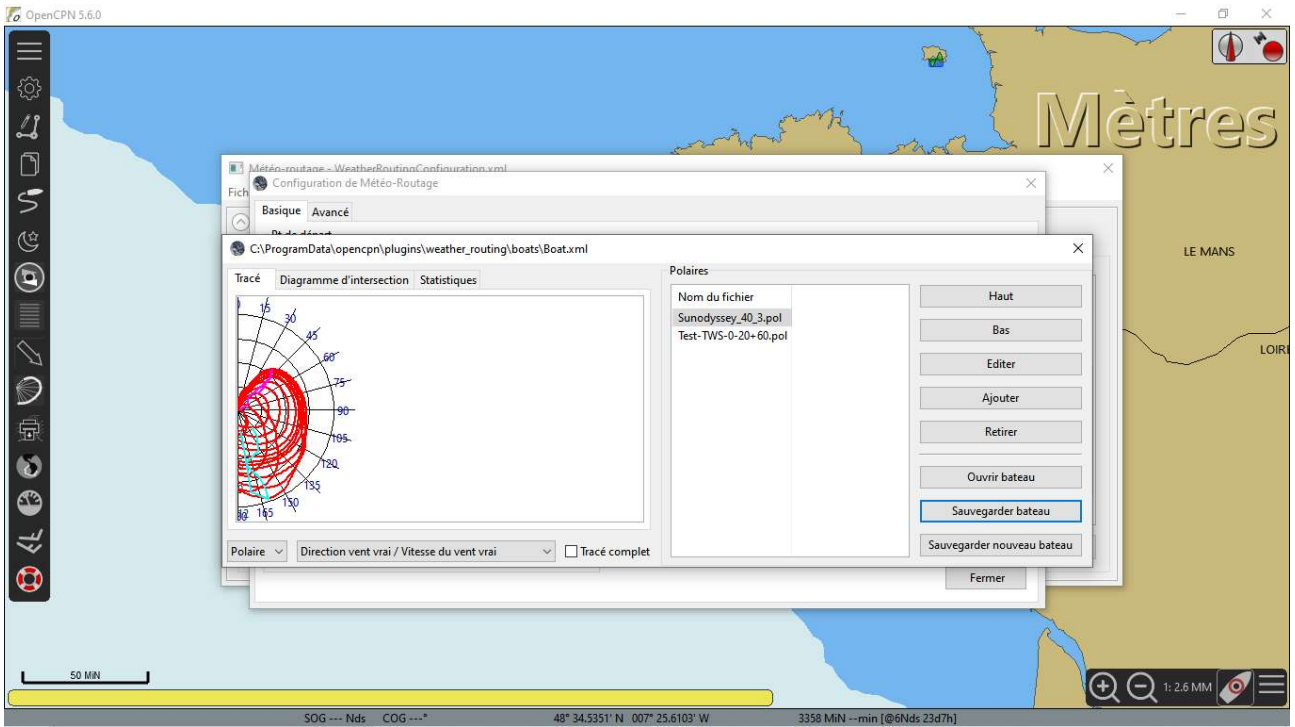 OpenCPN 5.6.0
Mètres
Météo-routage - WeatherRoutingConfiguration.xml
Fich
Configuration de Météo-Routage
Basique Avancé
Pt de départ
C:\ProgramData\opencpn\plugins\weather_routing\boats\Boat.xml
LE MANS
LOIRE
Tracé Diagramme d'intersection Statistiques
15
30
45
60
75
90
105
120
135
150
165
Polaire
Direction vent vrai / Vitesse du vent vrai
Tracé complet
Polaires
Nom du fichier
Sunodyssey_40_3.pol
Test-TWS-0-20+60.pol
Haut
Bas
Editer
Ajouter
Retirer
Ouvrir bateau
Sauvegarder bateau
Sauvegarder nouveau bateau
Fermer
50 MiN
1: 2.6 MM
SOG --- Nds COG ---° 48° 34.5351' N 007° 25.6103' W 3358 MiN --min [@6Nds 23d7h]